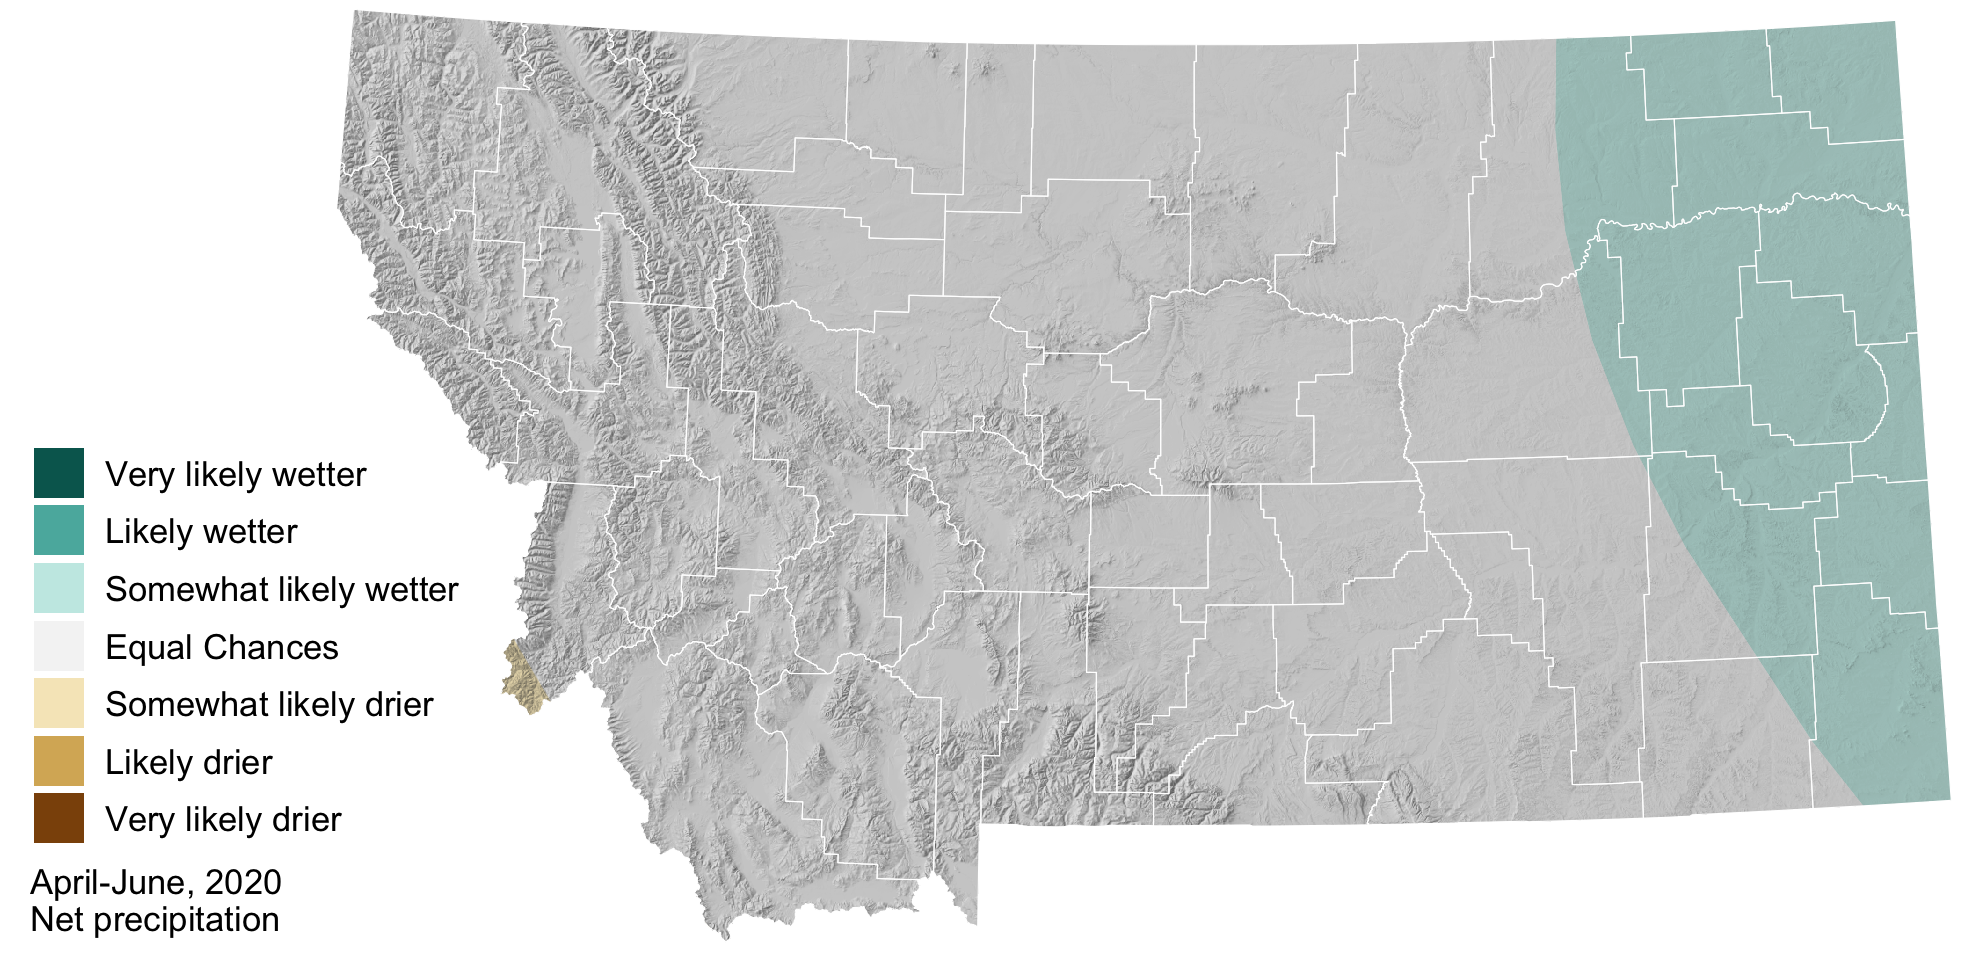 Very likely wetter
Likely wetter
Somewhat likely wetter
Equal Chances
Somewhat likely drier
Likely drier
Very likely drier
April-June, 2020
Net precipitation